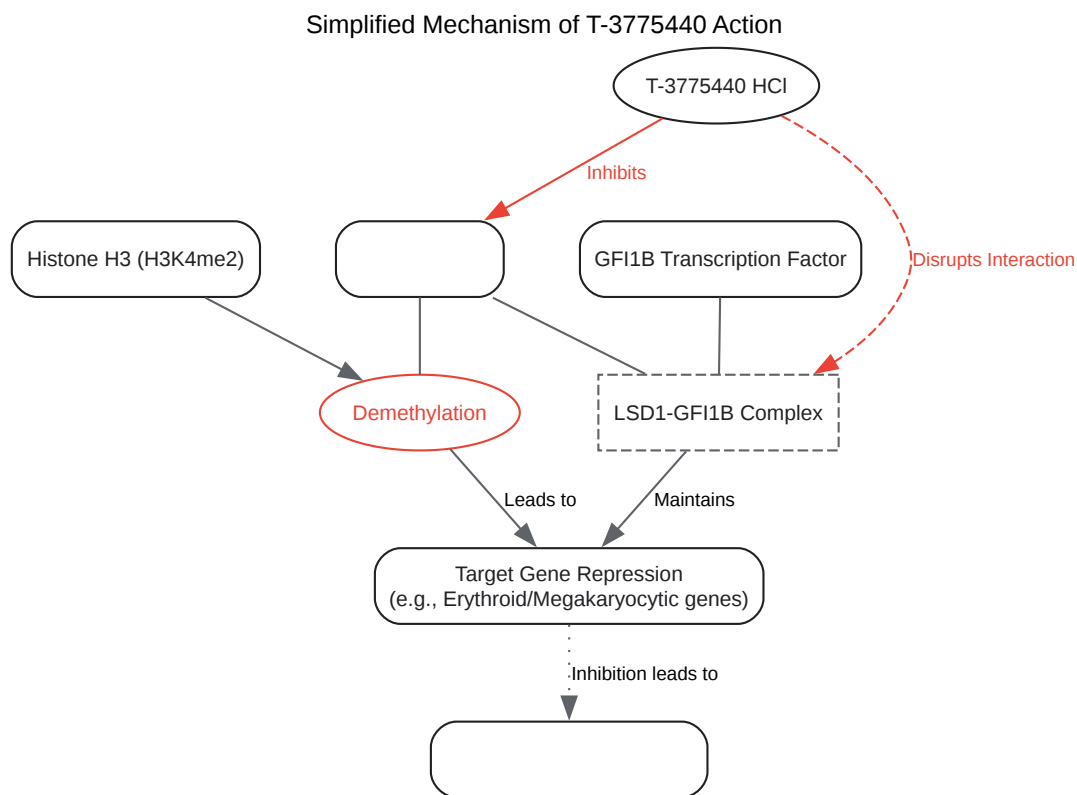 Simplified Mechanism of T-3775440 Action
T-3775440 HCl
Inhibits
Histone H3 (H3K4me2)
GFI1B Transcription Factor
Disrupts Interaction
Demethylation
LSD1-GFI1B Complex
Leads to
Maintains
Target Gene Repression
(e.g., Erythroid/Megakaryocytic genes)
Inhibition leads to